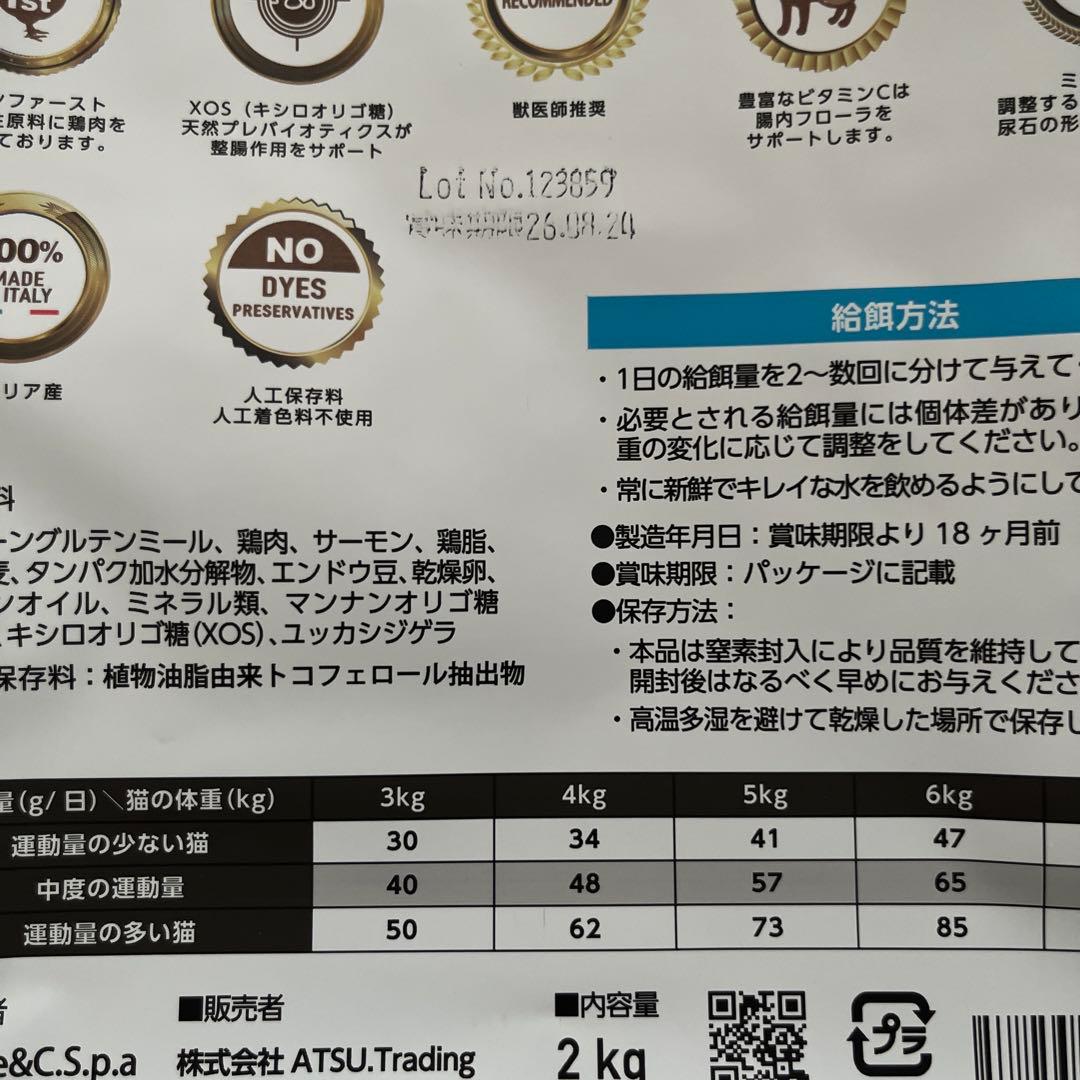 1st
RECOMMENDED
ンファースト
原料に鶏肉を
ております。
XOS（キシロオリゴ糖）
天然プレバイオティクスが
整腸作用をサポート
獣医師推奨
豊富なビタミンCは
腸内フローラを
サポートします。
ミ
調整する
尿石の形
Lot No.123859
賞味期限26.08.24
00%
MADE
ITALY
リア産
NO
DYES
PRESERVATIVES
人工保存料
人工着色料不使用
給餌方法
・1日の給餌量を2〜数回に分けて与えて
・必要とされる給餌量には個体差があり
重の変化に応じて調整をしてください。
・常に新鮮でキレイな水を飲めるようにして
●製造年月日：賞味期限より 18 ヶ月前
●賞味期限：パッケージに記載
●保存方法：
・本品は窒素封入により品質を維持して
開封後はなるべく早めにお与えくださ
・高温多湿を避けて乾燥した場所で保存し
料
ーングルテンミール、鶏肉、サーモン、鶏脂、
麦、タンパク加水分解物、エンドウ豆、乾燥卵、
ンオイル、ミネラル類、マンナンオリゴ糖
、キシロオリゴ糖(XOS)、ユッカシジゲラ
保存料：植物油脂由来トコフェロール抽出物
量(g/日)＼猫の体重(kg) 3kg 4kg 5kg 6kg
運動量の少ない猫 30 34 41 47
中度の運動量 40 48 57 65
運動量の多い猫 50 62 73 85
者
e&C.S.p.a
■販売者
株式会社 ATSU.Trading
■内容量
2 kg
プラ